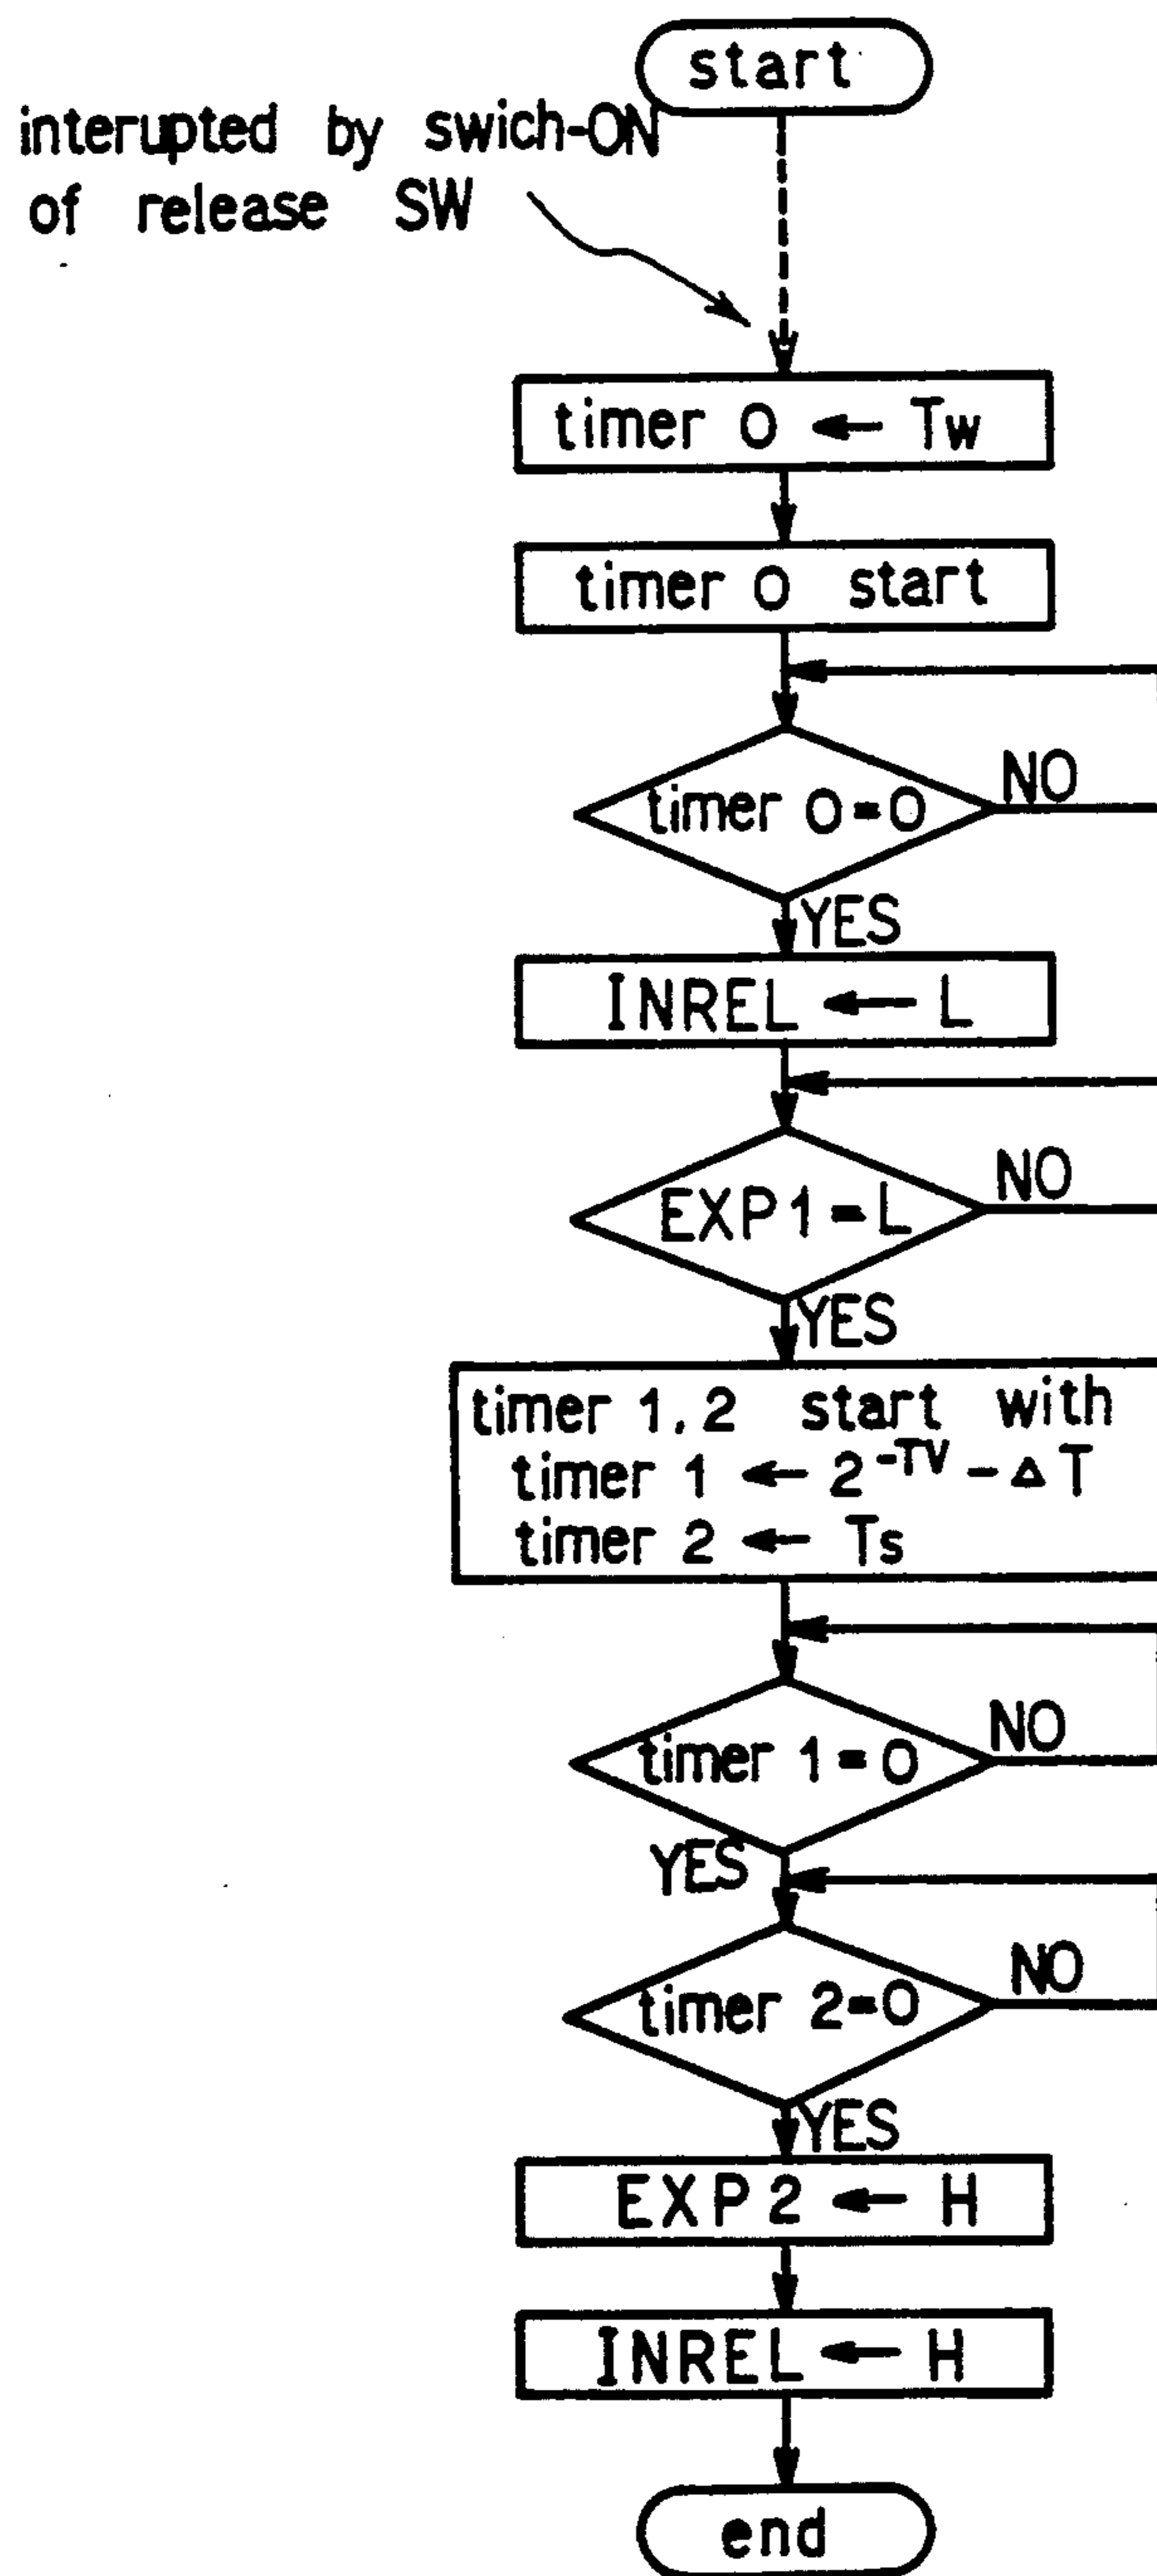 start
interupted by swich-ON
of release SW
timer 0 ← Tw
timer 0 start
timer 0=0
NO
YES
INREL ← L
EXP1=L
NO
YES
timer 1,2 start with
timer 1 ← 2^-TV - Δ T
timer 2 ← Ts
timer 1=0
NO
YES
timer 2=0
NO
YES
EXP2 ← H
INREL ← H
end